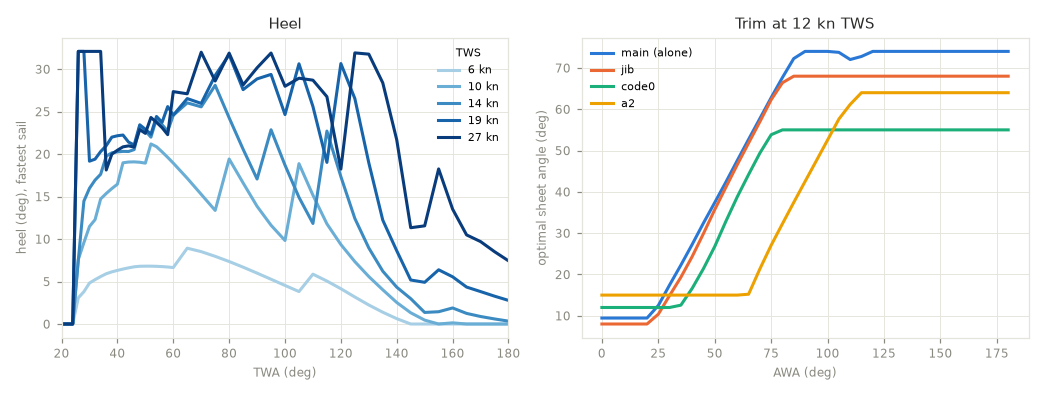 Heel
heel (deg), fastest sail
30
25
20
15
10
5
0
20 40 60 80 100 120 140 160 180
TWA (deg)
TWS
6 kn
10 kn
14 kn
19 kn
27 kn
Trim at 12 kn TWS
optimal sheet angle (deg)
70
60
50
40
30
20
10
0 25 50 75 100 125 150 175
AWA (deg)
main (alone)
jib
code0
a2